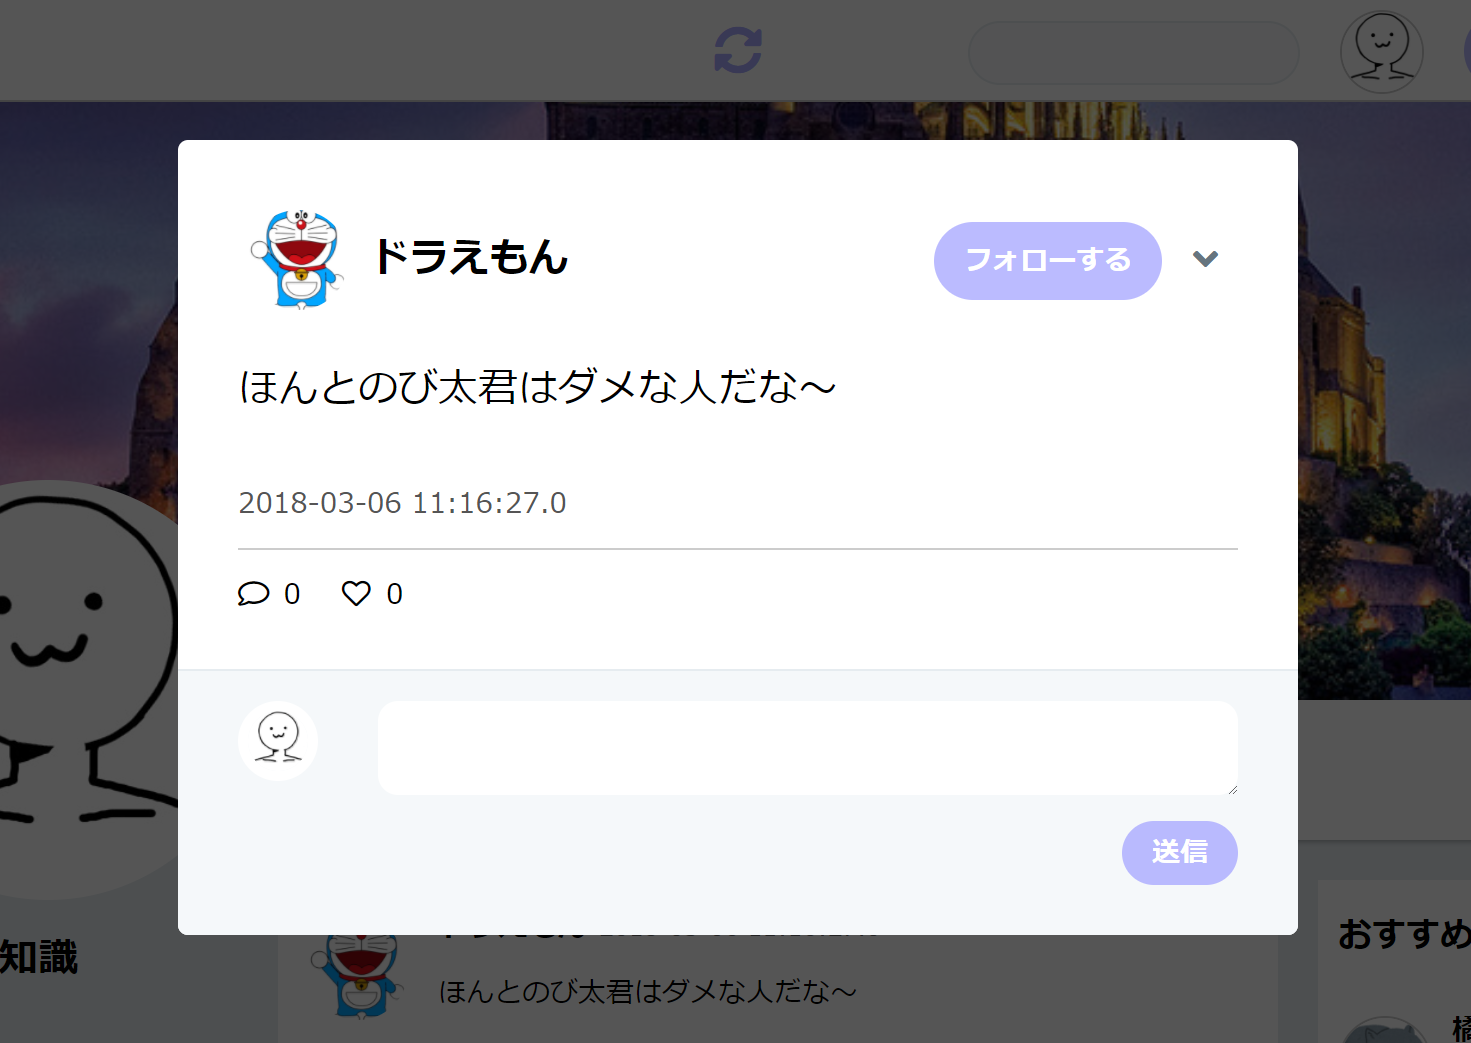 ドラえもん
フォローする
ほんとのび太君はダメな人だな～
2018-03-06 11:16:27.0
0 0
送信
知識
おすすめ
ほんとのび太君はダメな人だな～
橘